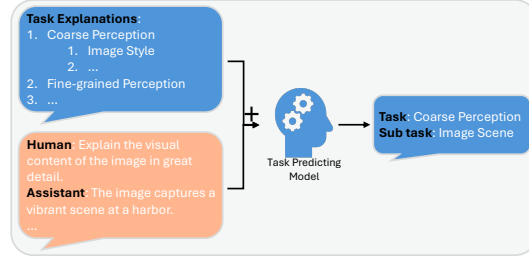 Task Explanations:
1. Coarse Perception
1. Image Style
2. ...
2. Fine-grained Perception
3. ...
Human: Explain the visual
content of the image in great
detail.
Assistant: The image captures a
vibrant scene at a harbor.
...
+
Task Predicting
Model
Task: Coarse Perception
Sub task: Image Scene